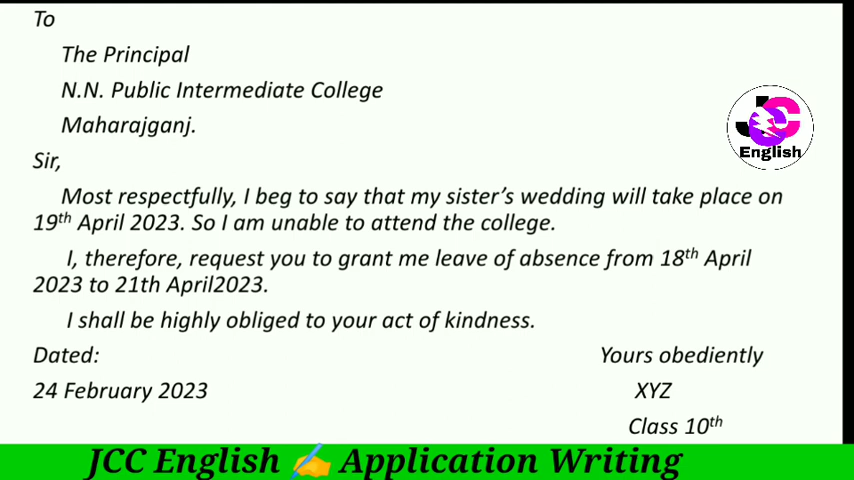 To
The Principal
N.N. Public Intermediate College
Maharajganj.
JC
English
Sir,
Most respectfully, I beg to say that my sister's wedding will take place on
19th April 2023. So I am unable to attend the college.
I, therefore, request you to grant me leave of absence from 18th April
2023 to 21th April2023.
I shall be highly obliged to your act of kindness.
Dated: Yours obediently
24 February 2023 XYZ
Class 10th
JCC English ✍ Application Writing